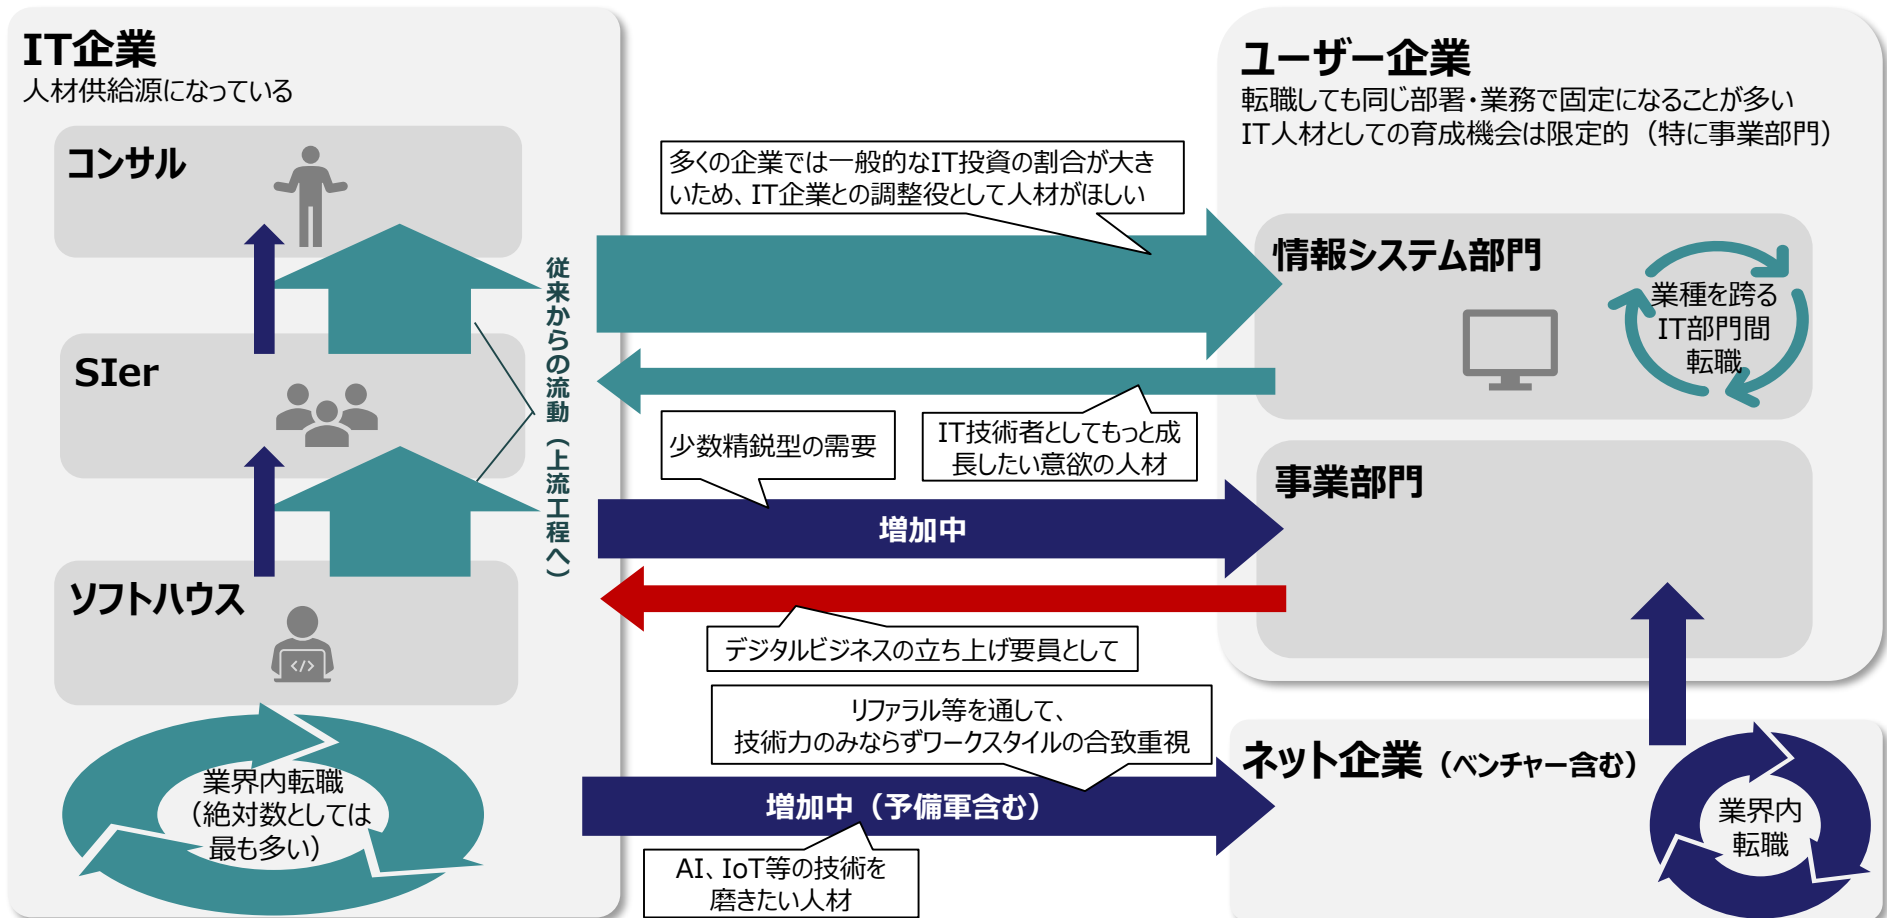 IT企業
人材供給源になっている
コンサル
SIer
ソフトハウス
業界内転職
（絶対数としては
最も多い）
従来からの流動（上流工程へ）
多くの企業では一般的なIT投資の割合が大き
いため、IT企業との調整役として人材がほしい
少数精鋭型の需要
IT技術者としてもっと成
長したい意欲の人材
増加中
デジタルビジネスの立ち上げ要員として
リファラル等を通して、
技術力のみならずワークスタイルの合致重視
増加中（予備軍含む）
AI、IoT等の技術を
磨きたい人材
ユーザー企業
転職しても同じ部署・業務で固定になることが多い
IT人材としての育成機会は限定的（特に事業部門）
情報システム部門
業種を跨る
IT部門間
転職
事業部門
ネット企業（ベンチャー含む）
業界内
転職